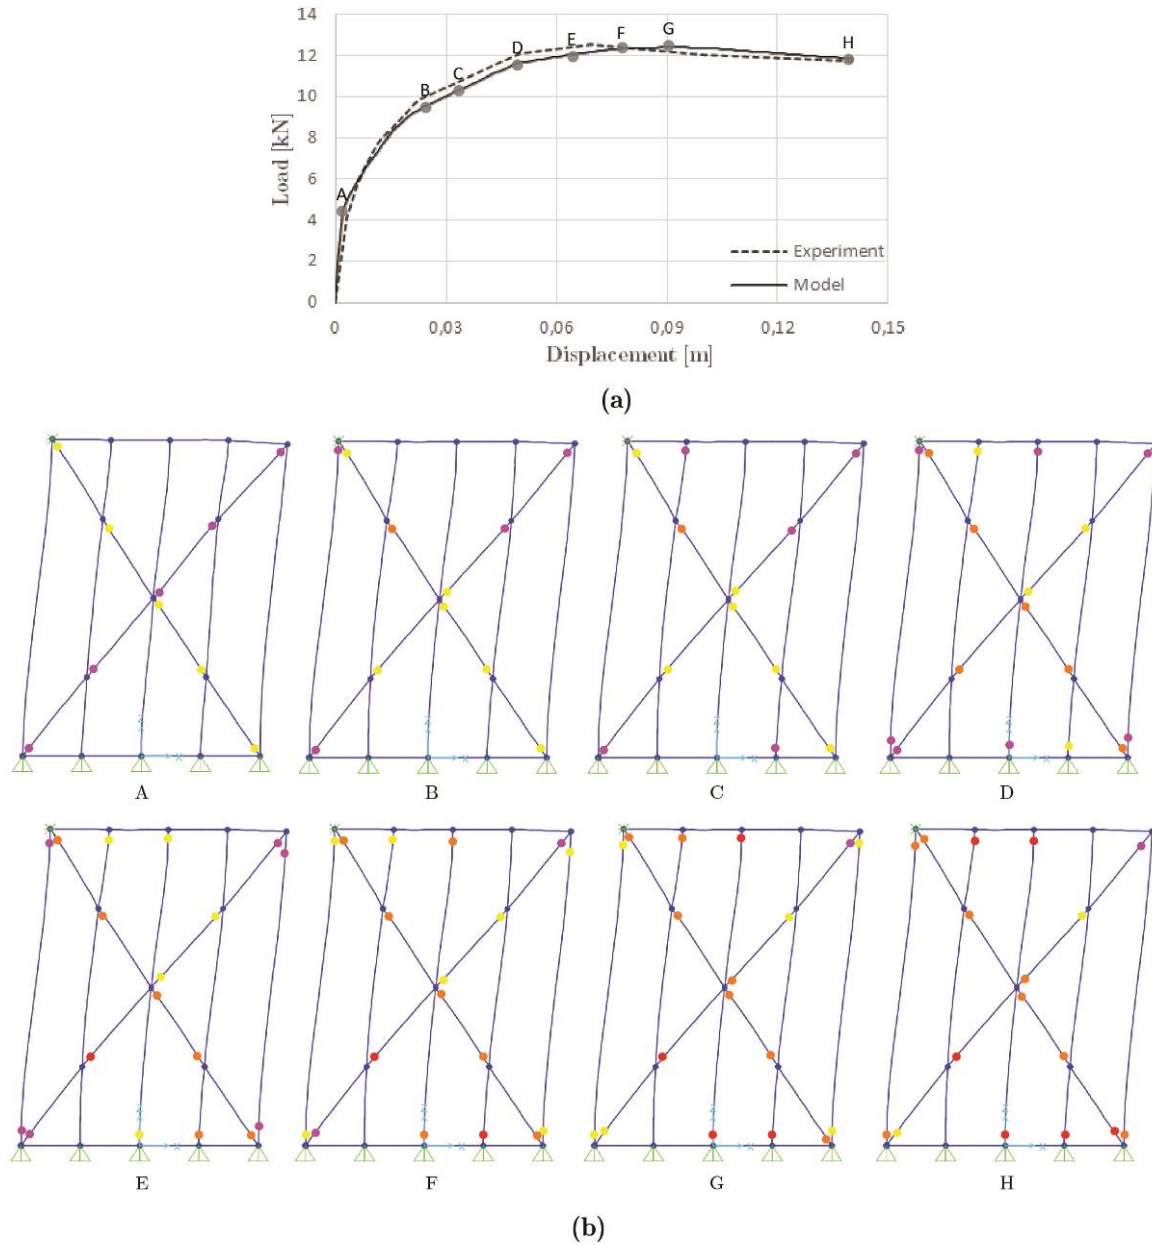 14
12
10
8
6
4
2
0
Load [kN]
A
B
C
D
E
F
G
H
Experiment
Model
0 0,03 0,06 0,09 0,12 0,15
Displacement [m]
(a)
Z X Z X Z X Z X
A B C D
Z X Z X Z X Z X
E F G H
(b)